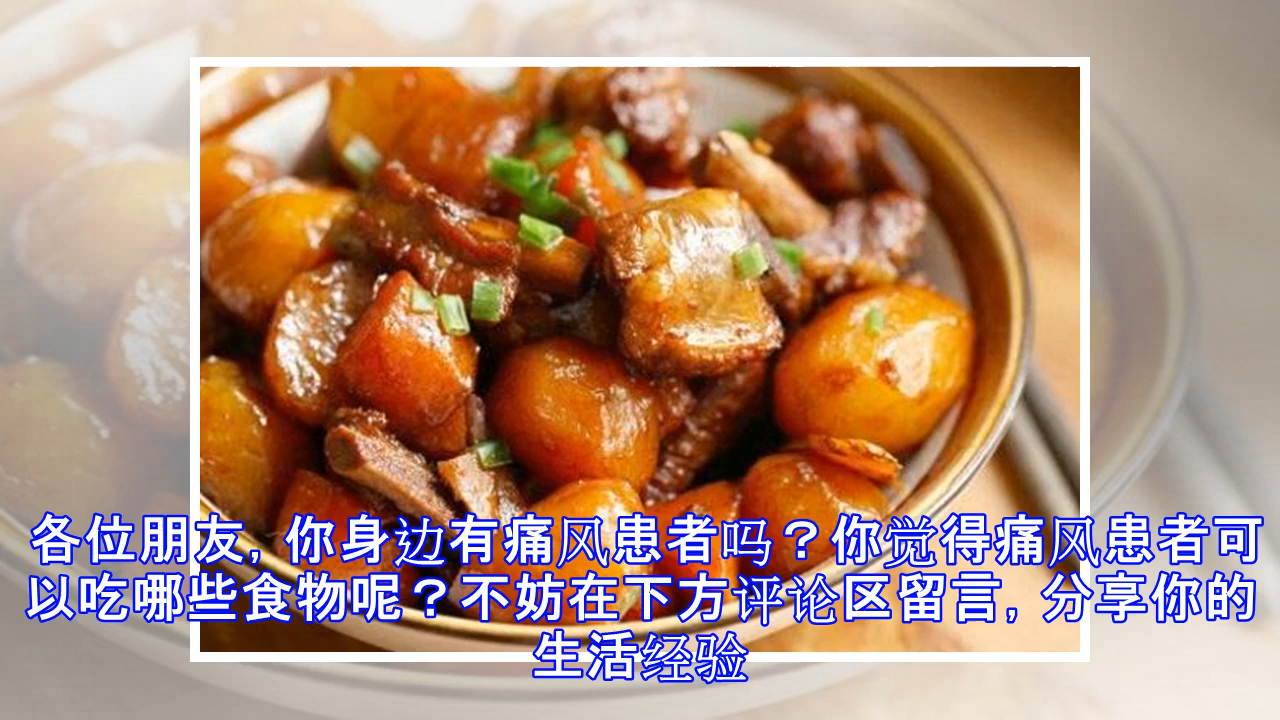 各位朋友, 你身边有痛风患者吗？你觉得痛风患者可
以吃哪些食物呢？不妨在下方评论区留言, 分享你的
生活经验